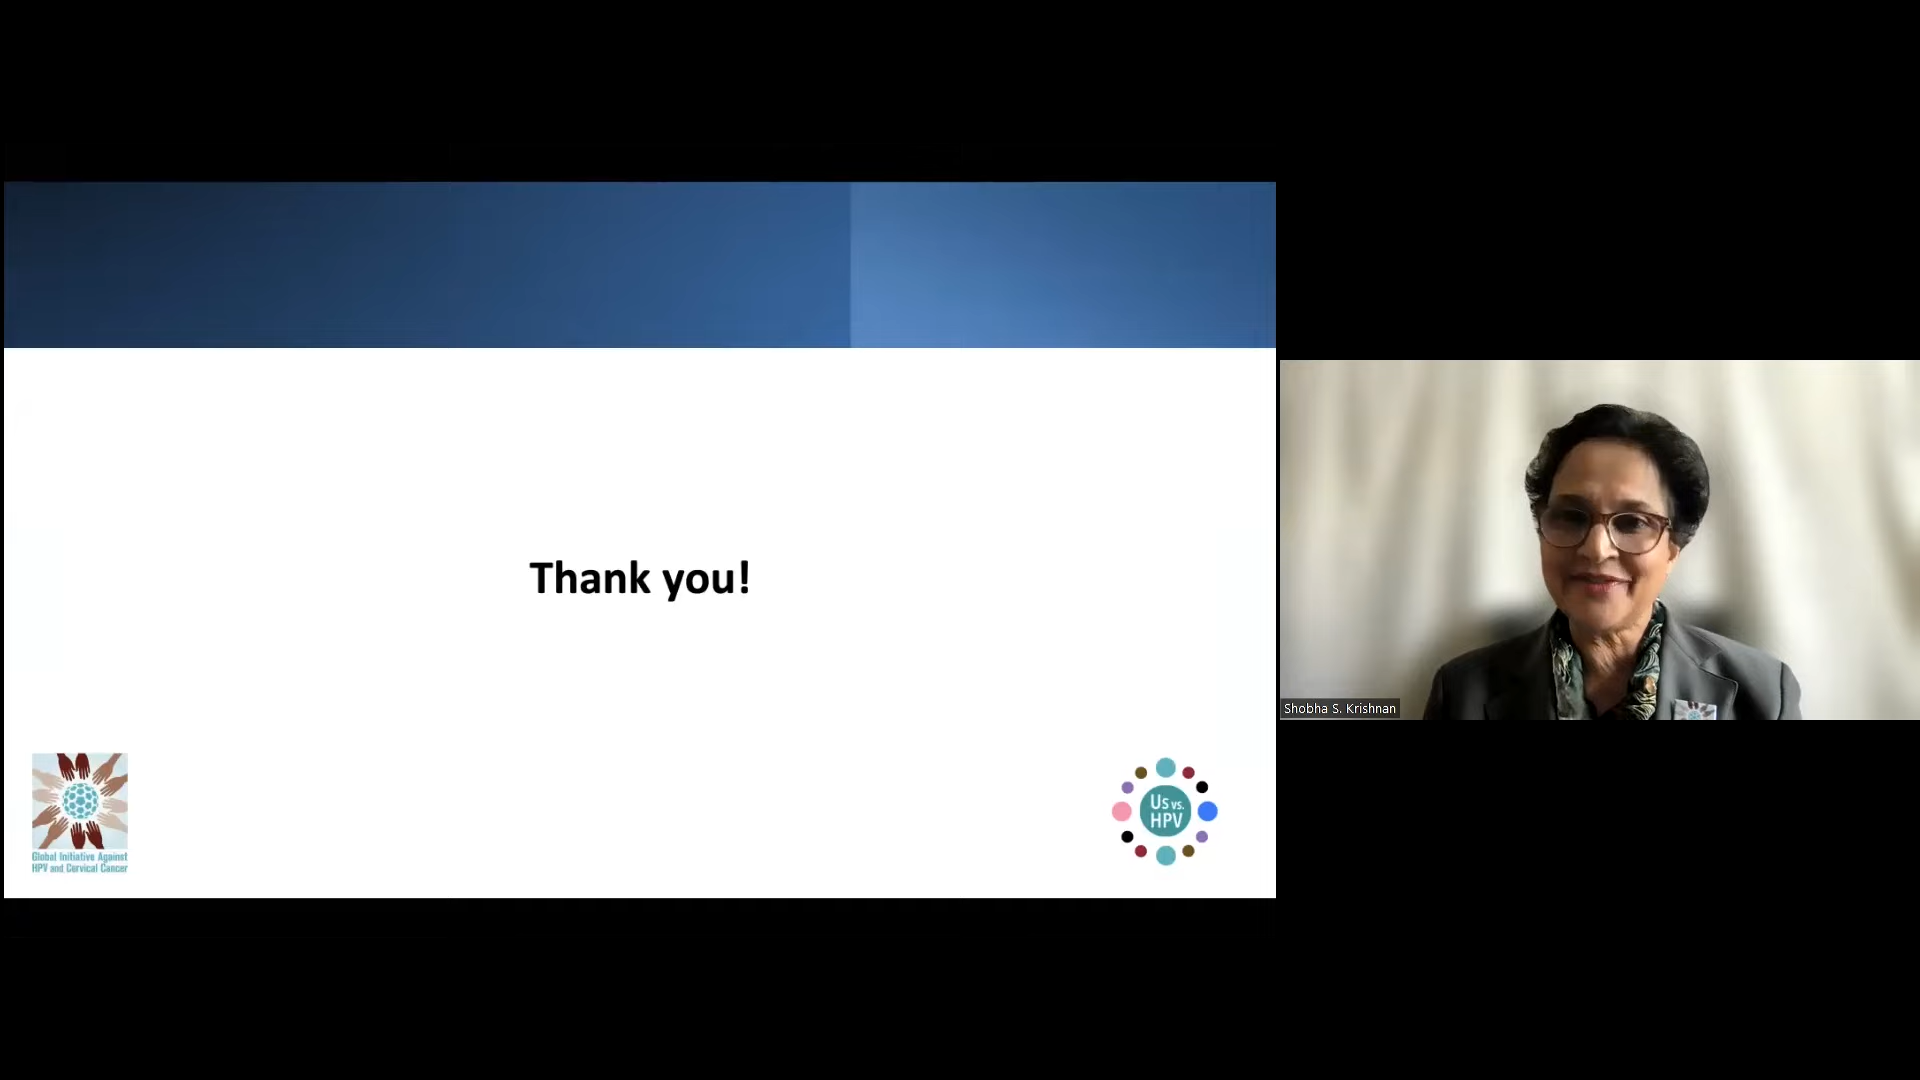 Thank you!
Global Initiative Against
HPV and Cervical Cancer
Us vs.
HPV
Shobha S. Krishnan